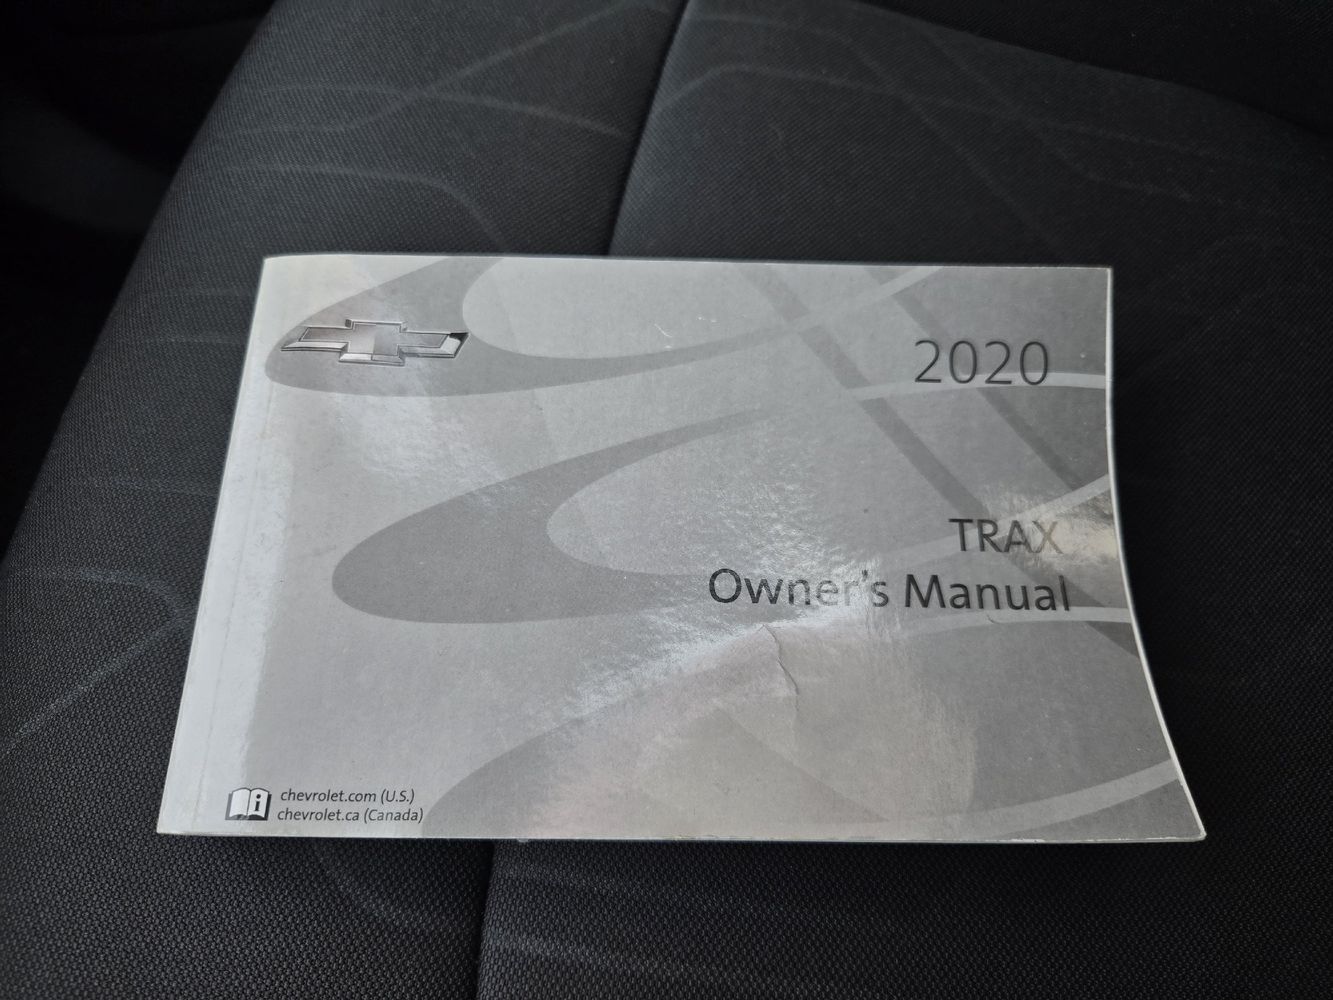 2020
TRAX
Owner's Manual
chevrolet.com (U.S.)
chevrolet.ca (Canada)